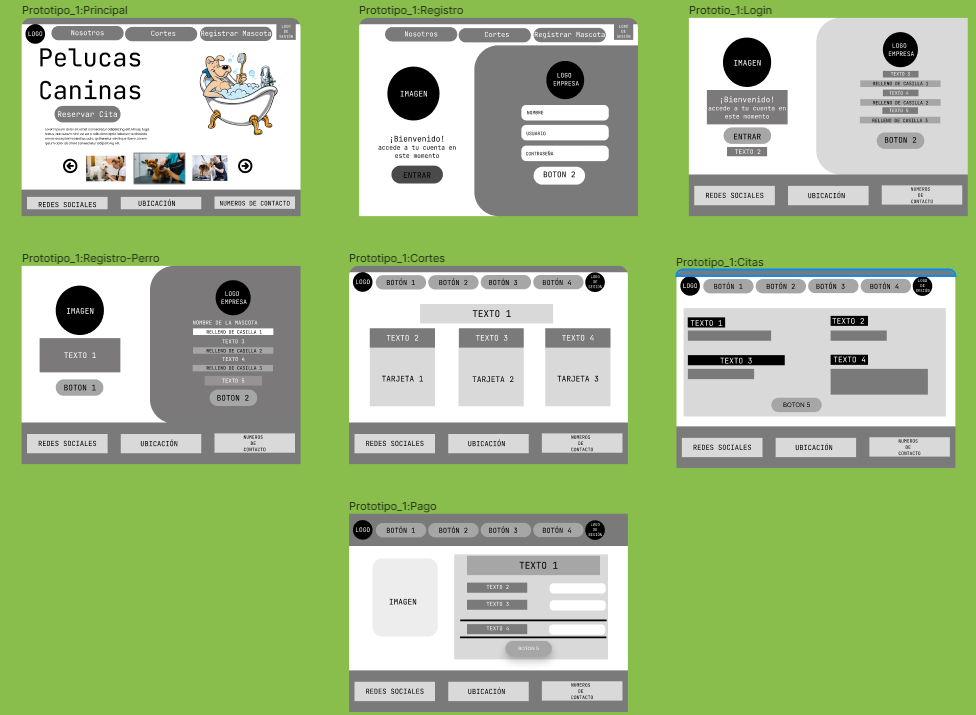 Prototipo_1:Principal
LOGO
Nosotros
Cortes
Registrar Mascota
LOGO
DE
SESIÓN
Pelucas
Caninas
Reservar Cita
REDES SOCIALES
UBICACIÓN
NUMEROS DE CONTACTO
Prototipo_1:Registro
Nosotros
Cortes
Registrar Mascota
LOGO
DE
SESIÓN
IMAGEN
¡Bienvenido!
accede a tu cuenta en
este momento
ENTRAR
LOGO
EMPRESA
NOMBRE
USUARIO
CONTRASEÑA
BOTON 2
Prototio_1:Login
IMAGEN
¡Bienvenido!
accede a tu cuenta en
este momento
ENTRAR
TEXTO 2
LOGO
EMPRESA
TEXTO 3
RELLENO DE CASILLA 1
TEXTO 4
RELLENO DE CASILLA 2
TEXTO 5
RELLENO DE CASILLA 3
BOTON 2
REDES SOCIALES
UBICACIÓN
NUMEROS
DE
CONTACTO
Prototipo_1:Registro-Perro
IMAGEN
TEXTO 1
BOTON 1
LOGO
EMPRESA
NOMBRE DE LA MASCOTA
RELLENO DE CASILLA 1
TEXTO 3
RELLENO DE CASILLA 2
TEXTO 4
RELLENO DE CASILLA 3
TEXTO 5
BOTON 2
REDES SOCIALES
UBICACIÓN
NUMEROS
DE
CONTACTO
Prototipo_1:Cortes
LOGO
BOTÓN 1
BOTÓN 2
BOTÓN 3
BOTÓN 4
LOGO
DE
SESIÓN
TEXTO 1
TEXTO 2
TEXTO 3
TEXTO 4
TARJETA 1
TARJETA 2
TARJETA 3
REDES SOCIALES
UBICACIÓN
NUMEROS
DE
CONTACTO
Prototipo_1:Citas
LOGO
BOTÓN 1
BOTÓN 2
BOTÓN 3
BOTÓN 4
LOGO
DE
SESIÓN
TEXTO 1
TEXTO 2
TEXTO 3
TEXTO 4
BOTON 5
REDES SOCIALES
UBICACIÓN
NUMEROS
DE
CONTACTO
Prototipo_1:Pago
LOGO
BOTÓN 1
BOTÓN 2
BOTÓN 3
BOTÓN 4
LOGO
DE
SESIÓN
IMAGEN
TEXTO 1
TEXTO 2
TEXTO 3
TEXTO 4
BOTON 5
REDES SOCIALES
UBICACIÓN
NUMEROS
DE
CONTACTO